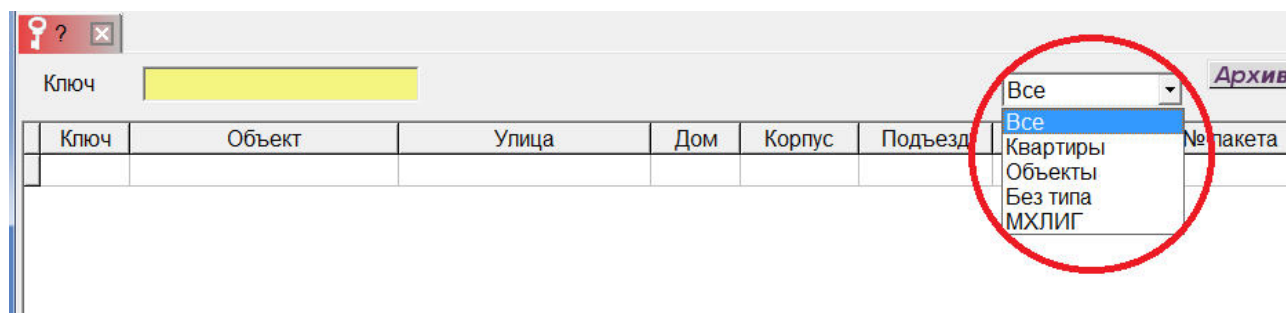 ?
Ключ
Все
Архив
Ключ Объект Улица Дом Корпус Подъезд № пакета
Все
Квартиры
Объекты
Без типа
МХЛИГ